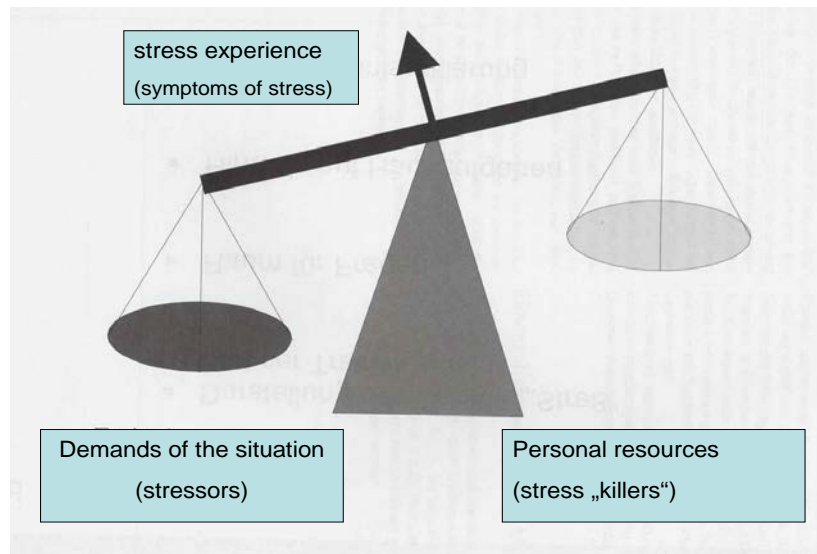 stress experience
(symptoms of stress)
Demands of the situation
(stressors)
Personal resources
(stress „killers“)